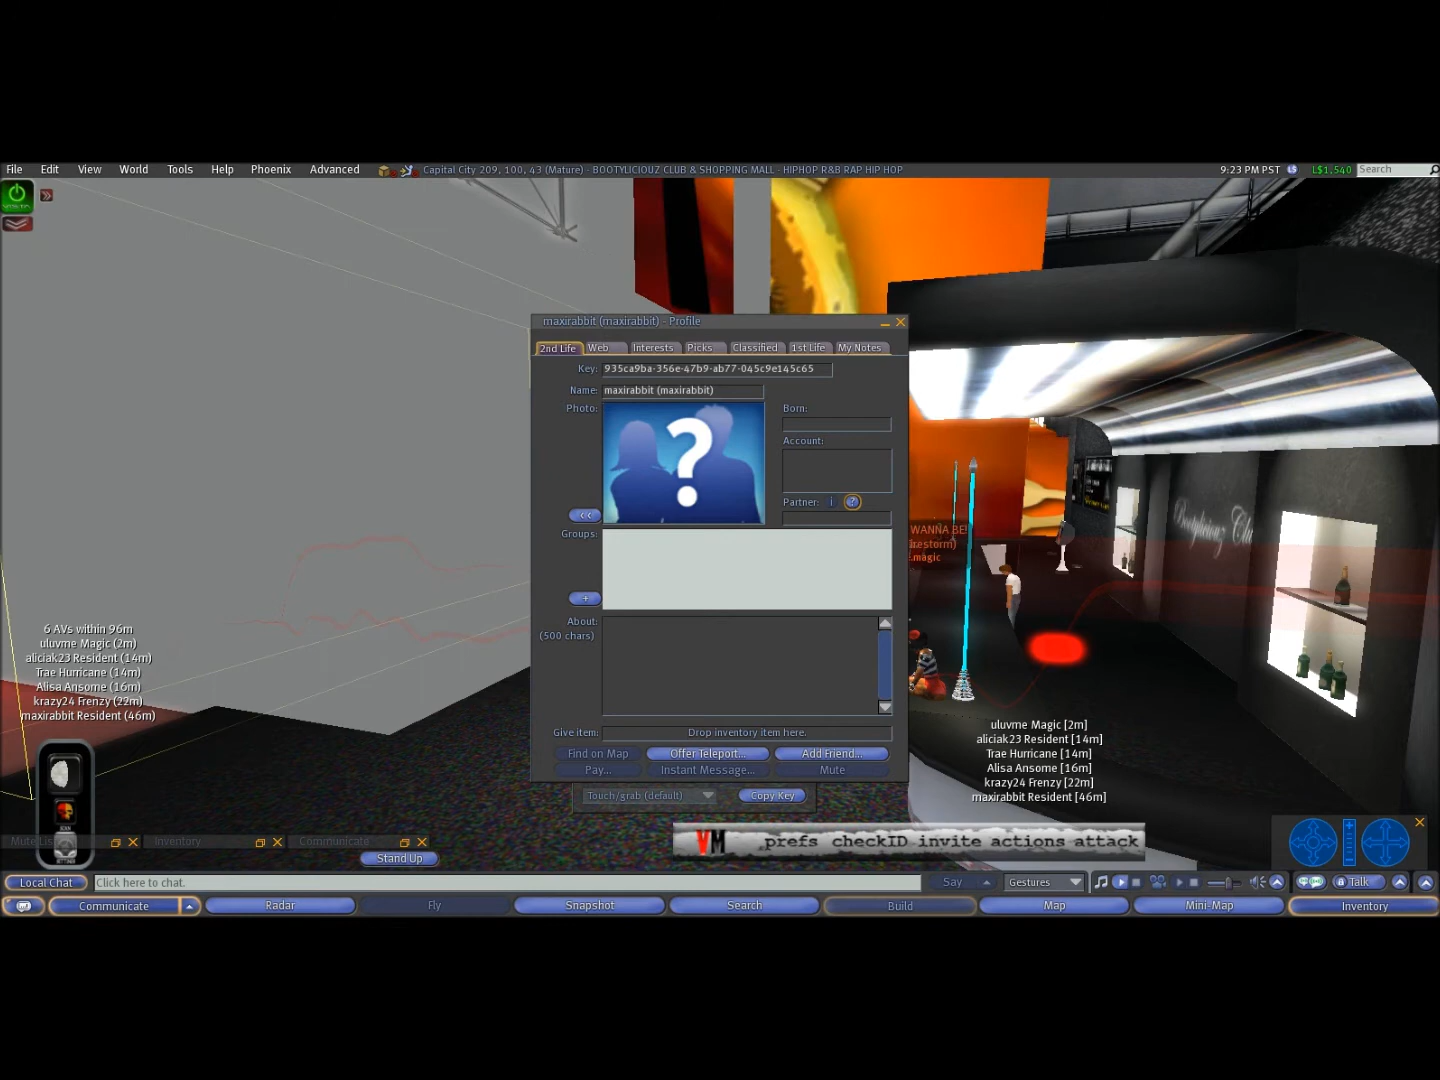 File Edit View World Tools Help Phoenix Advanced Capital City 209, 100, 43 (Mature) - BOOTYLICIOUZ CLUB & SHOPPING MALL - HIPHOP R&B RAP HIP HOP 9:23 PM PST L$1,540 Search
maxirabbit (maxirabbit) - Profile
2nd Life Web Interests Picks Classified 1st Life My Notes
Key: 935ca9ba-356e-47b9-ab77-045c9e145c65
Name: maxirabbit (maxirabbit)
Photo: Born:
Account:
Partner: i ?
<<
Groups:
+
About:
(500 chars)
Give item: Drop inventory item here.
Find on Map Offer Teleport... Add Friend...
Pay... Instant Message... Mute
Touch/grab (default) Copy Key
WANNA BE!
.magic
6 AVs within 96m
uluvme Magic (2m)
aliciak23 Resident (14m)
Trae Hurricane (14m)
Alisa Ansome (16m)
krazy24 Frenzy (22m)
maxirabbit Resident (46m)
uluvme Magic [2m]
aliciak23 Resident [14m]
Trae Hurricane [14m]
Alisa Ansome [16m]
krazy24 Frenzy [22m]
maxirabbit Resident [46m]
VM prefs checkID invite actions attack
Inventory Communicate
Stand Up
Local Chat Click here to chat. Say Gestures Talk
Communicate Radar Fly Snapshot Search Build Map Mini-Map Inventory